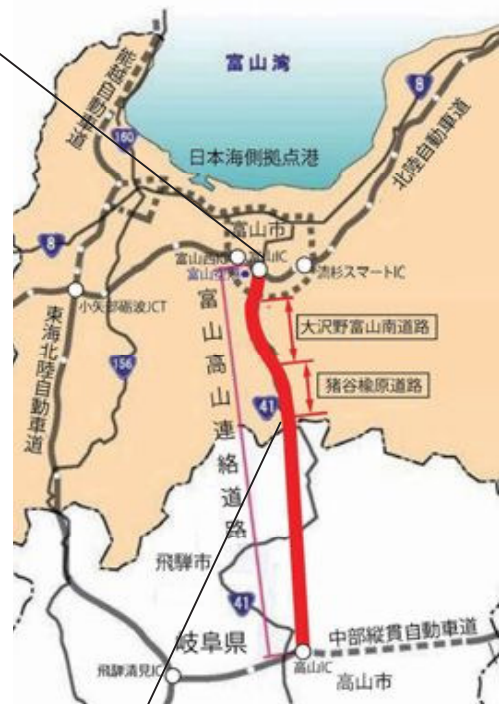 富山湾
能越自動車道
160
8
北陸自動車道
日本海側拠点港
富山市
8
富山西IC
富山IC
富山空港
流杉スマートIC
小矢部砺波JCT
東海北陸自動車道
156
富山高山連絡道路
大沢野富山南道路
猪谷楡原道路
41
飛騨市
41
岐阜県
中部縦貫自動車道
飛騨清見IC
高山IC
高山市